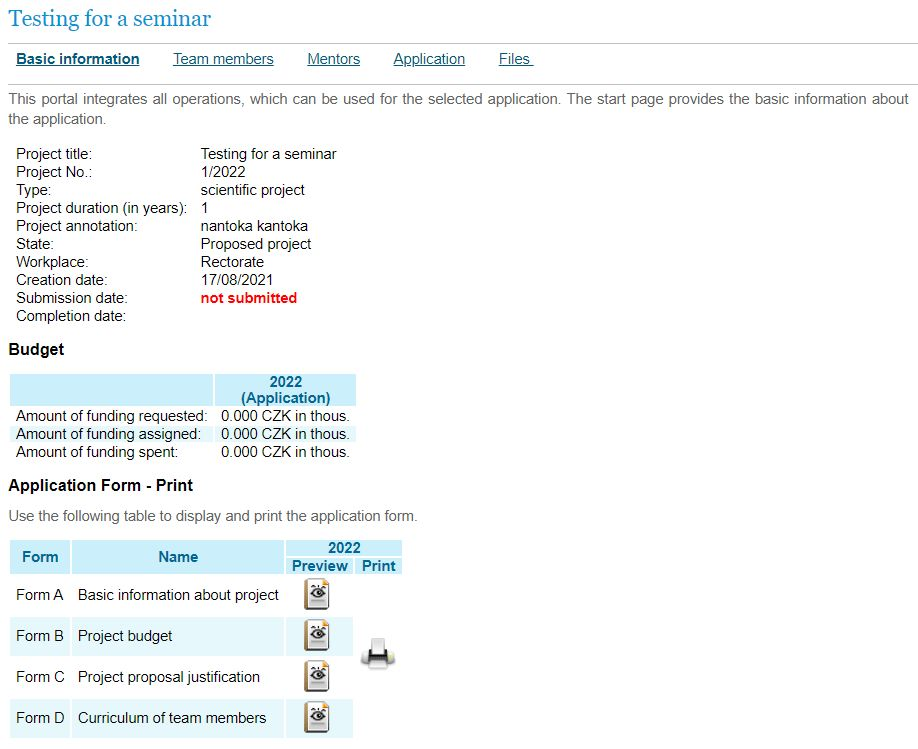 Testing for a seminar
Basic information Team members Mentors Application Files
This portal integrates all operations, which can be used for the selected application. The start page provides the basic information about
the application.
Project title: Testing for a seminar
Project No.: 1/2022
Type: scientific project
Project duration (in years): 1
Project annotation: nantoka kantoka
State: Proposed project
Workplace: Rectorate
Creation date: 17/08/2021
Submission date: not submitted
Completion date:
Budget
2022
(Application)
Amount of funding requested: 0.000 CZK in thous.
Amount of funding assigned: 0.000 CZK in thous.
Amount of funding spent: 0.000 CZK in thous.
Application Form - Print
Use the following table to display and print the application form.
Form Name 2022
Preview Print
Form A Basic information about project
Form B Project budget
Form C Project proposal justification
Form D Curriculum of team members